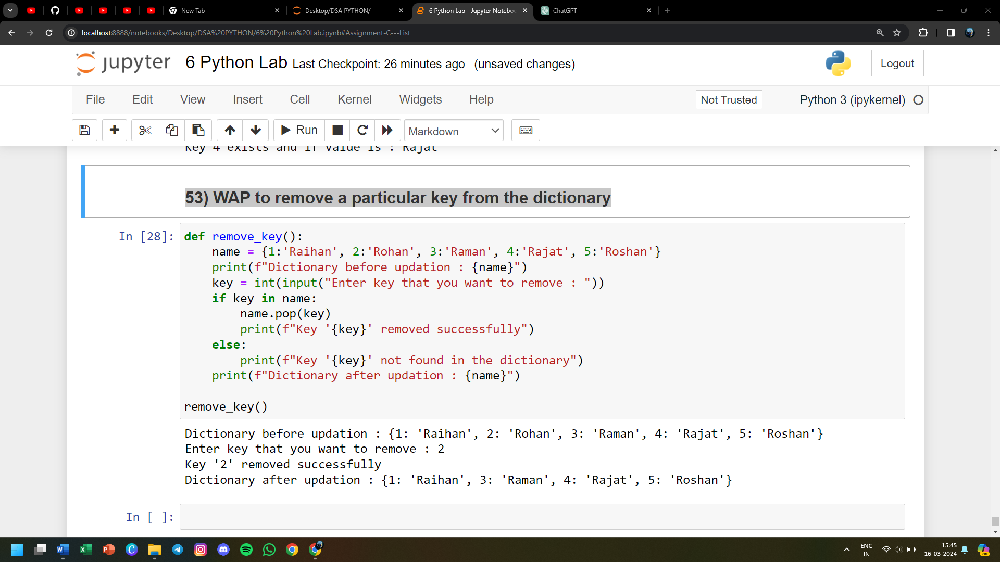 New Tab
Desktop/DSA PYTHON/
6 Python Lab - Jupyter Notebo
ChatGPT
localhost:8888/notebooks/Desktop/DSA%20PYTHON/6%20Python%20Lab.ipynb#Assignment-C---List
jupyter 6 Python Lab Last Checkpoint: 26 minutes ago (unsaved changes)
Logout
File Edit View Insert Cell Kernel Widgets Help
Not Trusted
Python 3 (ipykernel)
Run
Markdown
Key 4 exists and if value is : Rajat
53) WAP to remove a particular key from the dictionary
In [28]:
def remove_key():
    name = {1:'Raihan', 2:'Rohan', 3:'Raman', 4:'Rajat', 5:'Roshan'}
    print(f"Dictionary before updation : {name}")
    key = int(input("Enter key that you want to remove : "))
    if key in name:
        name.pop(key)
        print(f"Key '{key}' removed successfully")
    else:
        print(f"Key '{key}' not found in the dictionary")
    print(f"Dictionary after updation : {name}")
remove_key()
Dictionary before updation : {1: 'Raihan', 2: 'Rohan', 3: 'Raman', 4: 'Rajat', 5: 'Roshan'}
Enter key that you want to remove : 2
Key '2' removed successfully
Dictionary after updation : {1: 'Raihan', 3: 'Raman', 4: 'Rajat', 5: 'Roshan'}
In [ ]:
ENG
IN
15:45
16-03-2024
PRE